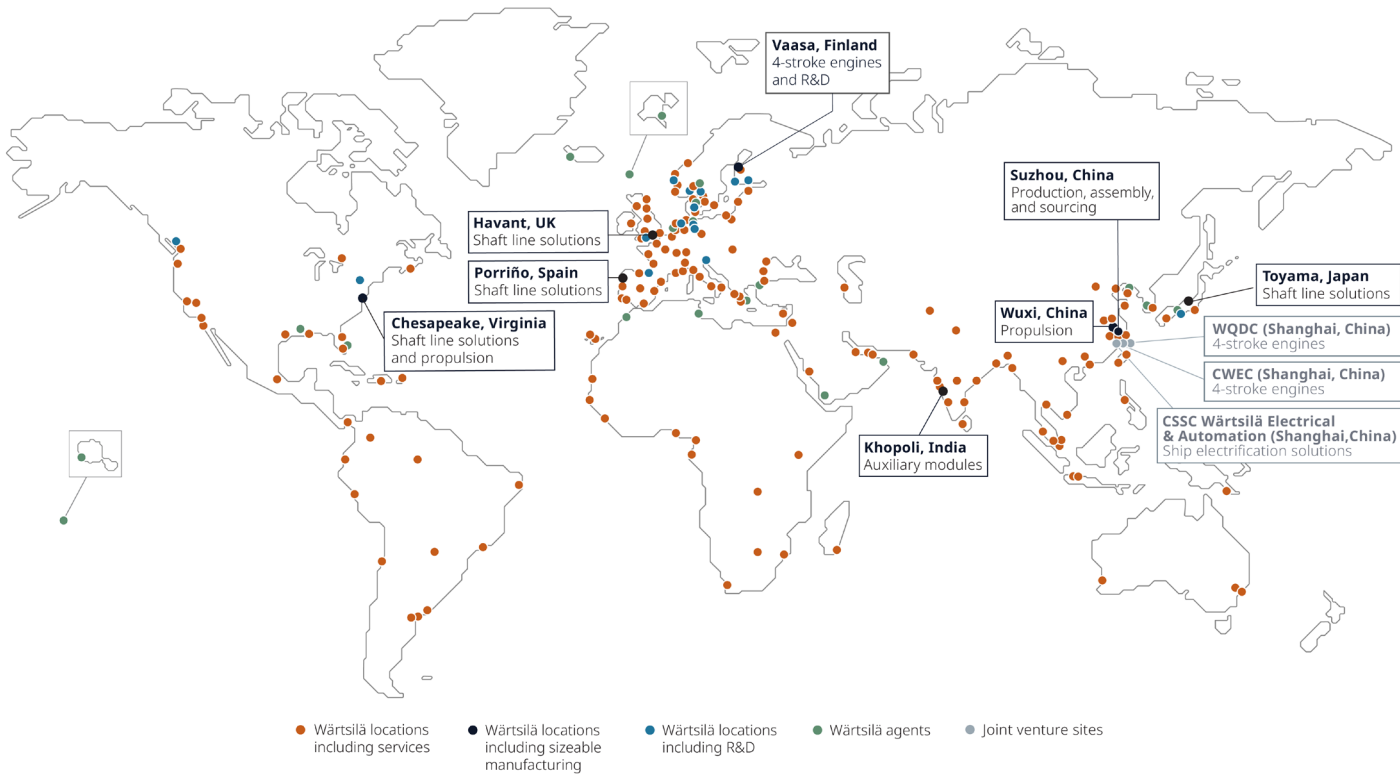 Vaasa, Finland
4-stroke engines
and R&D
Suzhou, China
Production, assembly,
and sourcing
Havant, UK
Shaft line solutions
Porriño, Spain
Shaft line solutions
Toyama, Japan
Shaft line solutions
Chesapeake, Virginia
Shaft line solutions
and propulsion
Wuxi, China
Propulsion
WQDC (Shanghai, China)
4-stroke engines
CWEC (Shanghai, China)
4-stroke engines
CSSC Wärtsilä Electrical
& Automation (Shanghai,China)
Ship electrification solutions
Khopoli, India
Auxiliary modules
Wärtsilä locations
including services
Wärtsilä locations
including sizeable
manufacturing
Wärtsilä locations
including R&D
Wärtsilä agents
Joint venture sites